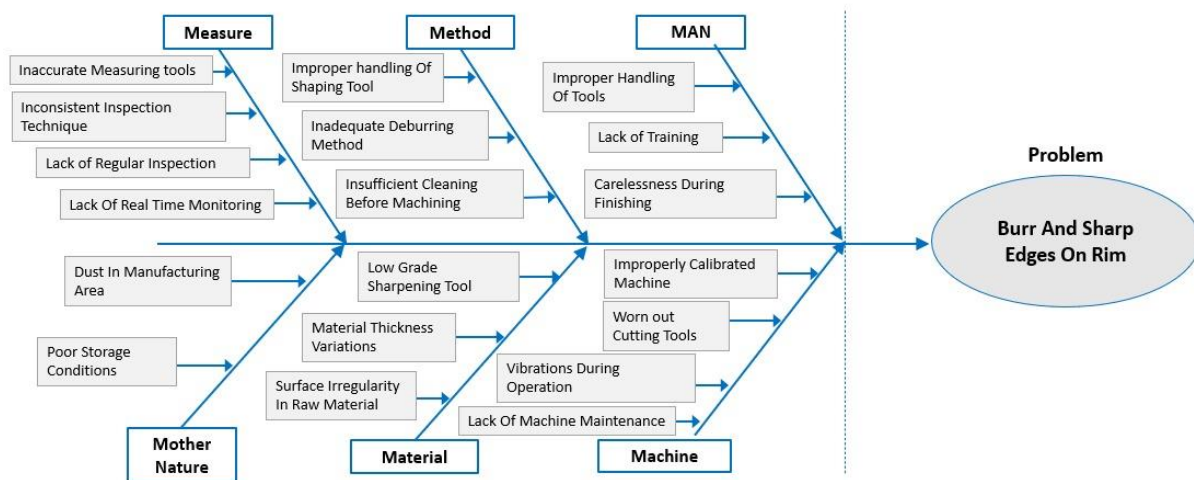 Measure
Method
MAN
Inaccurate Measuring tools
Inconsistent Inspection
Technique
Lack of Regular Inspection
Lack Of Real Time Monitoring
Improper handling Of
Shaping Tool
Inadequate Deburring
Method
Insufficient Cleaning
Before Machining
Improper Handling
Of Tools
Lack of Training
Carelessness During
Finishing
Problem
Burr And Sharp
Edges On Rim
Dust In Manufacturing
Area
Poor Storage
Conditions
Low Grade
Sharpening Tool
Material Thickness
Variations
Surface Irregularity
In Raw Material
Improperly Calibrated
Machine
Worn out
Cutting Tools
Vibrations During
Operation
Lack Of Machine Maintenance
Mother
Nature
Material
Machine